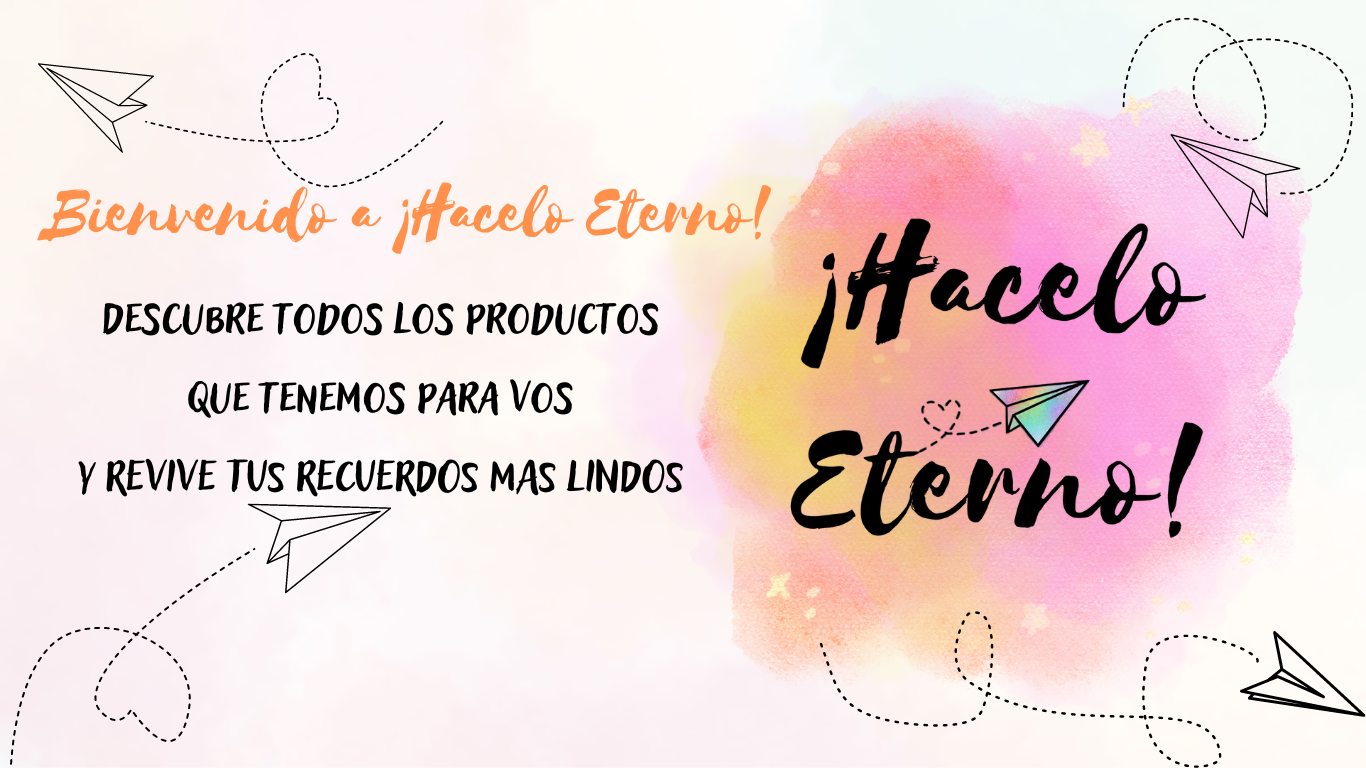 Bienvenido a ¡Hacelo Eterno!
DESCUBRE TODOS LOS PRODUCTOS
QUE TENEMOS PARA VOS
Y REVIVE TUS RECUERDOS MAS LINDOS
¡Hacelo
Eterno!